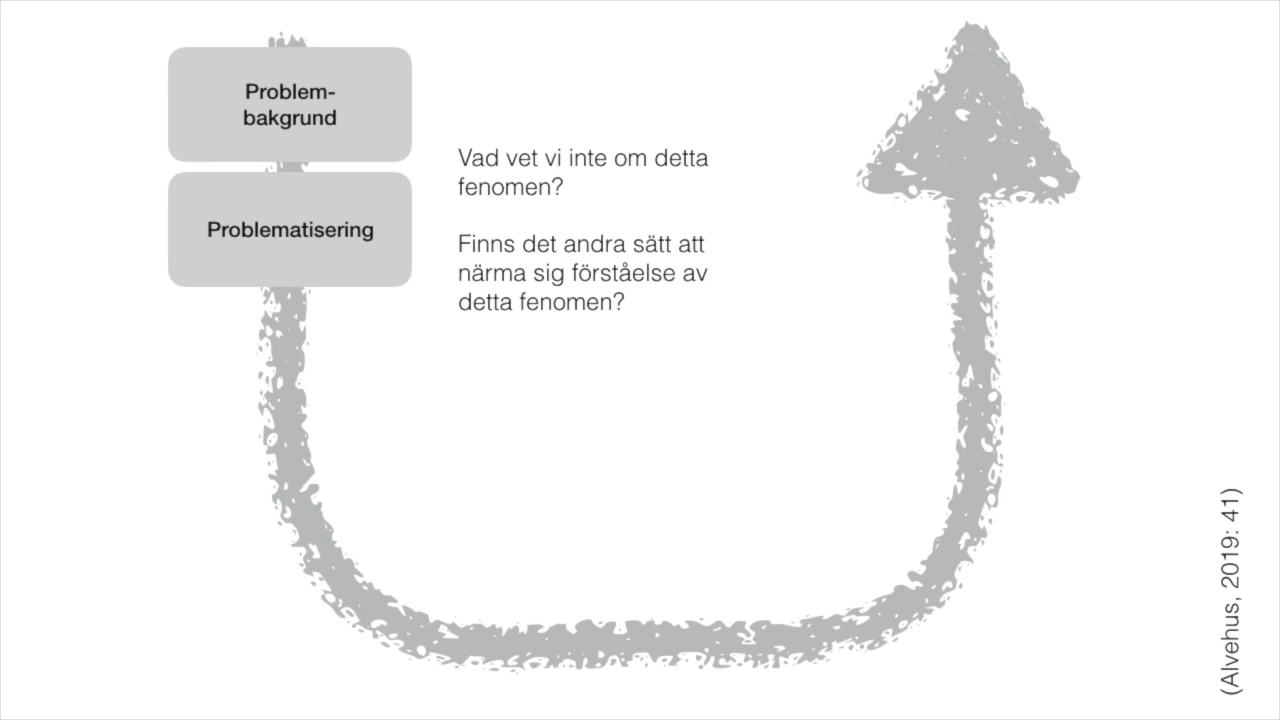 Problem-
bakgrund
Problematisering
Vad vet vi inte om detta
fenomen?
Finns det andra sätt att
närma sig förståelse av
detta fenomen?
(Alvehus, 2019: 41)